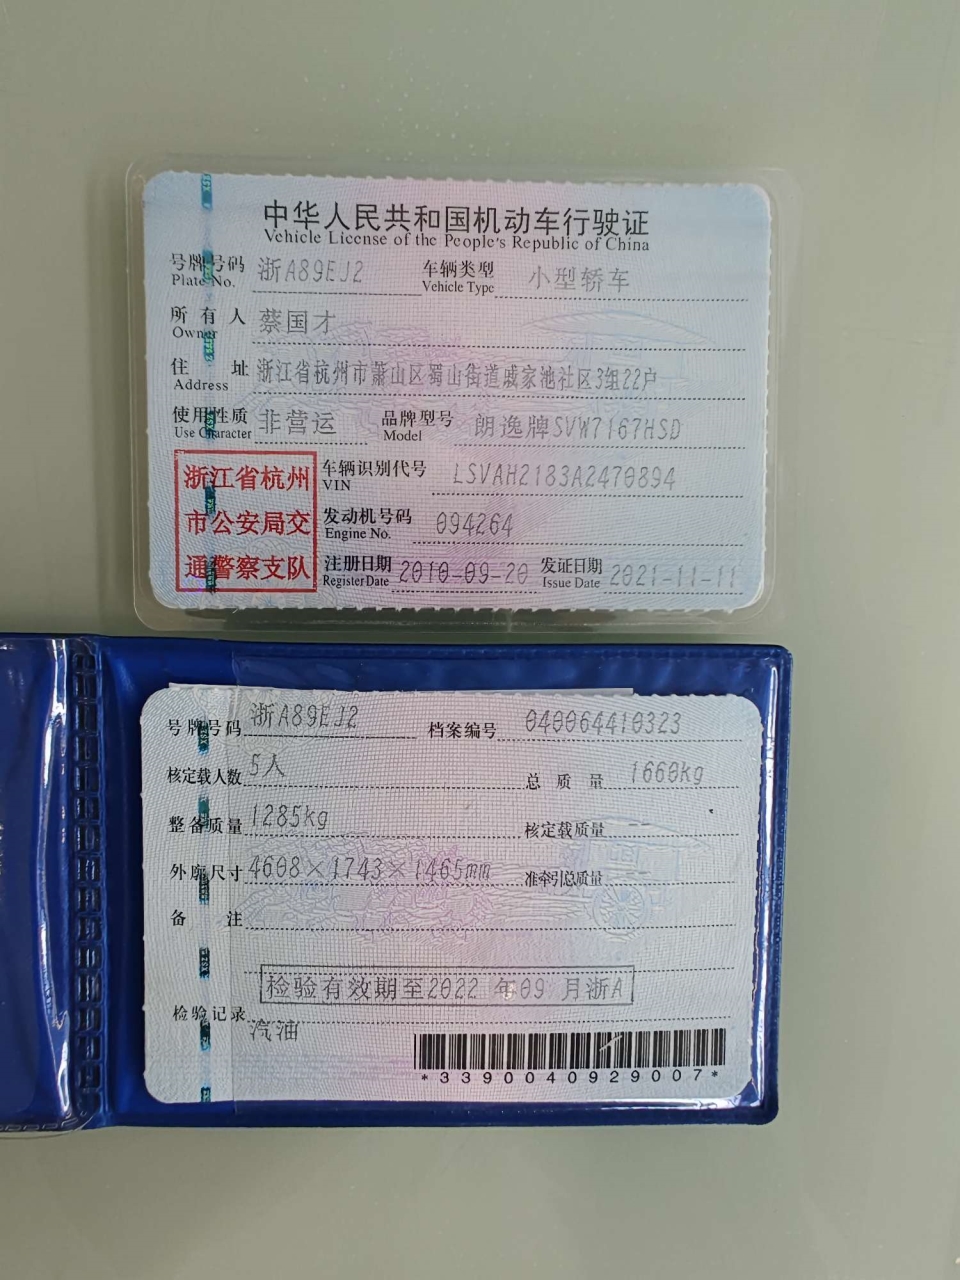 中华人民共和国机动车行驶证
Vehicle License of the People's Republic of China
号牌号码 浙A89EJ2 车辆类型 小型轿车
Plate No. Vehicle Type
所有人 蔡国才
Owner
住址 浙江省杭州市萧山区蜀山街道戚家池社区3组22户
Address
使用性质 非营运 品牌型号 朗逸牌SVW7167HSD
Use Character Model
浙江省杭州 车辆识别代号 LSVAH2183A2470894
VIN
市公安局交 发动机号码 094264
Engine No.
通警察支队 注册日期 2010-09-20 发证日期 2021-11-11
Register Date Issue Date
号牌号码 浙A89EJ2 档案编号 040064410323
核定载人数 5人 总质量 1660kg
整备质量 1285kg 核定载质量 --
外廓尺寸 4608×1743×1465mm 准牵引总质量 --
备注
检验有效期至2022 年09 月浙A
检验记录
汽油
*3390040929007*